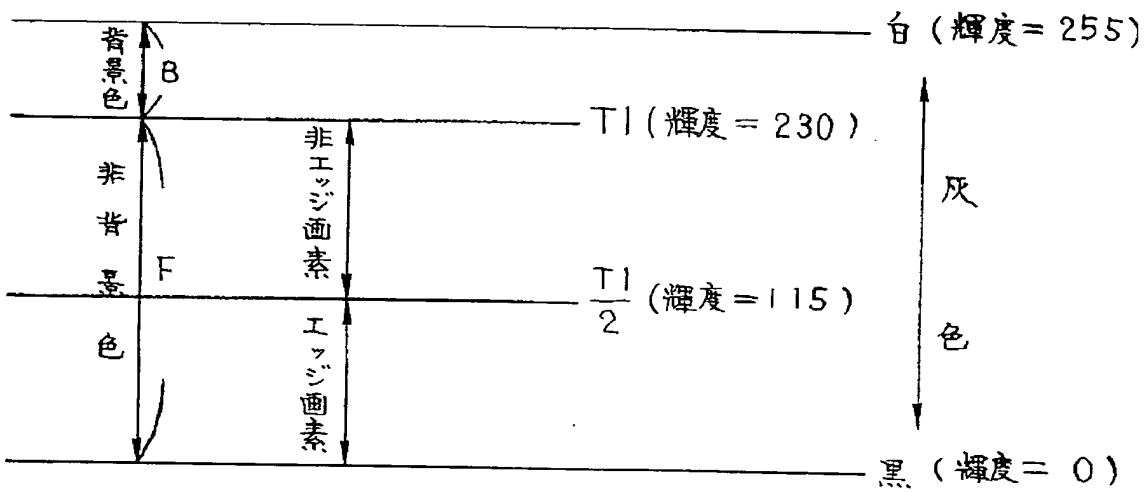 白 (輝度= 255)
背景色
B
T1 (輝度= 230)
非背景色
F
非エッジ画素
灰色
T1/2 (輝度=115)
エッジ画素
黒 (輝度= 0)